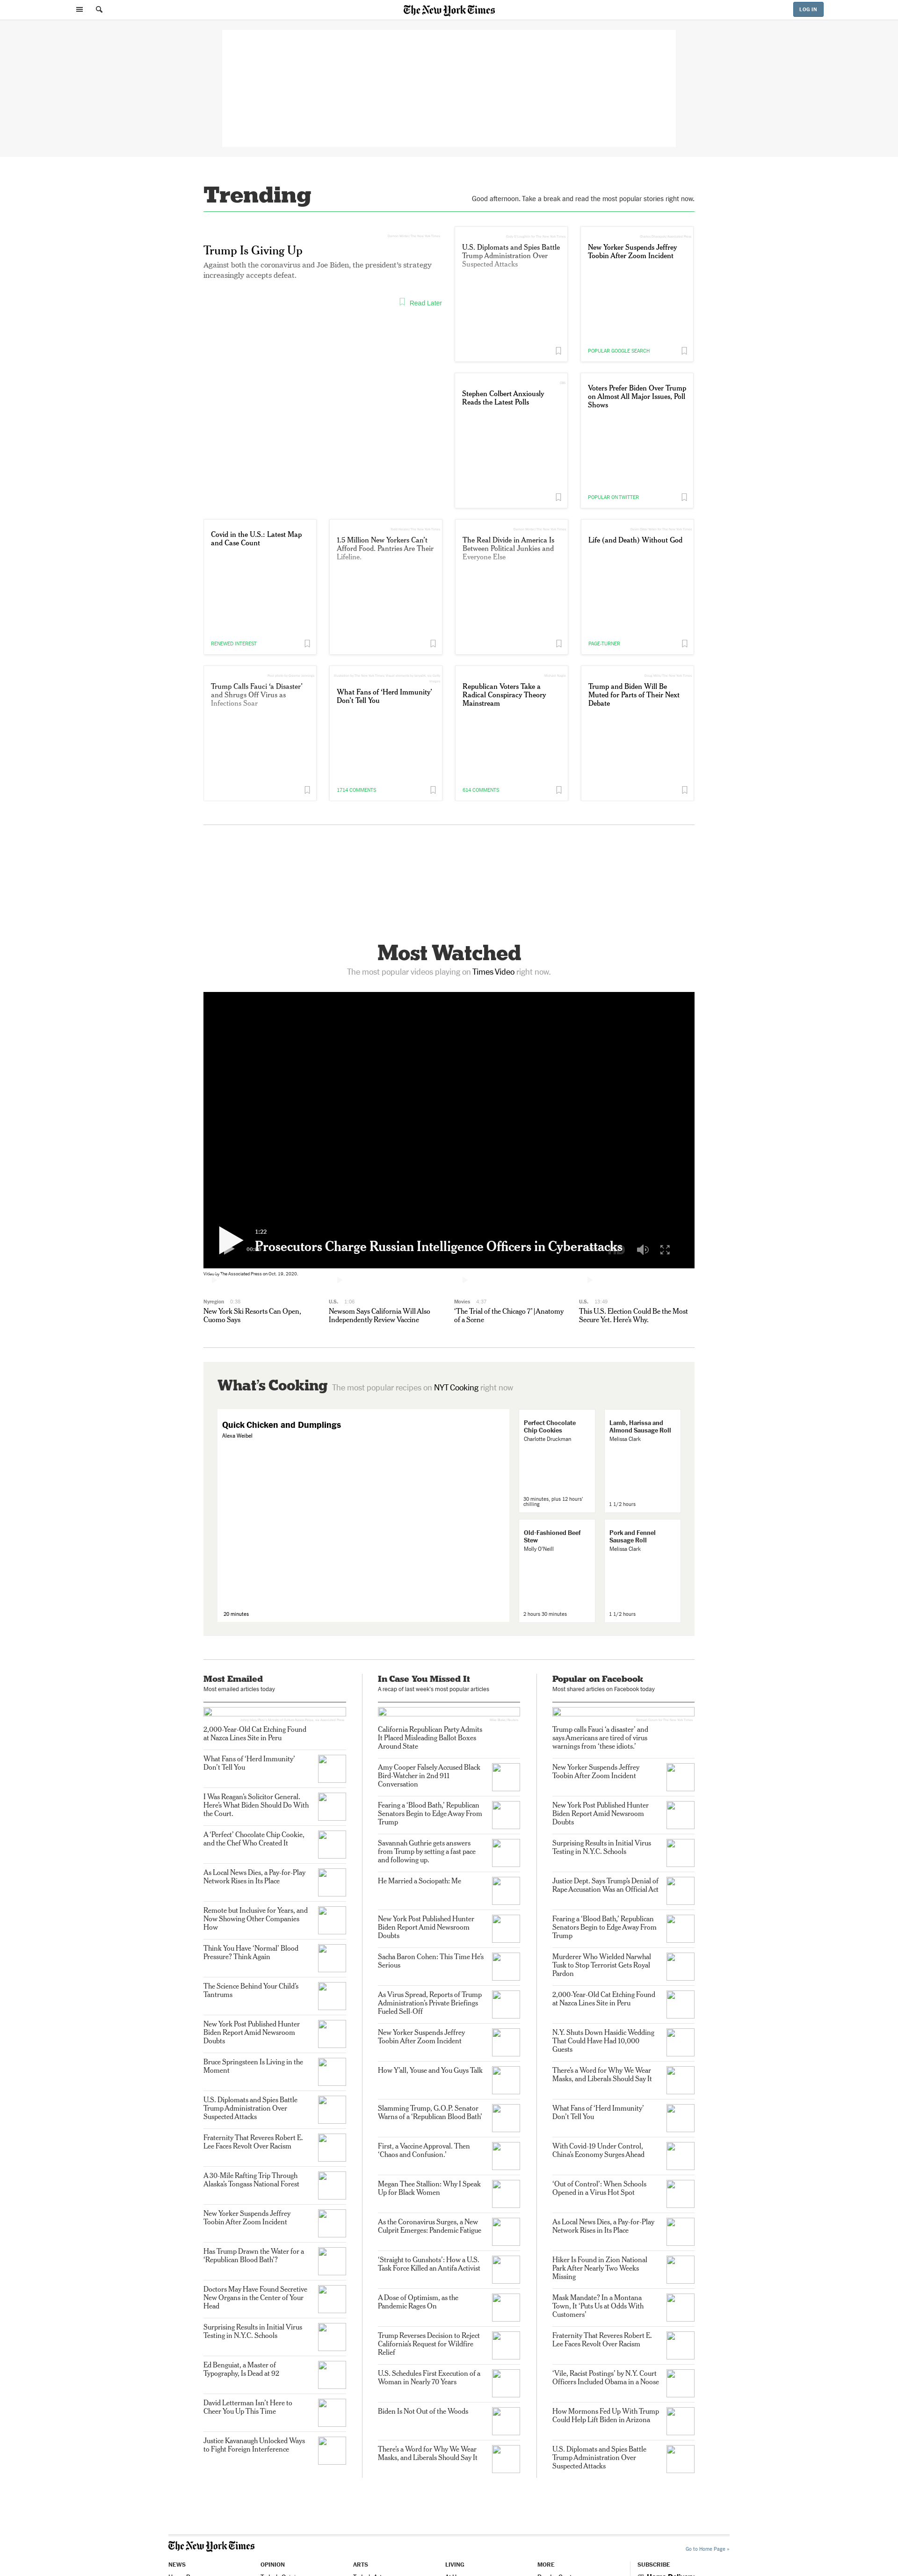 The New York Times
LOG IN
Trending
Good afternoon. Take a break and read the most popular stories right now.
Trump Is Giving Up
Against both the coronavirus and Joe Biden, the president's strategy
increasingly accepts defeat.
Read Later
U.S. Diplomats and Spies Battle
Trump Administration Over
Suspected Attacks
New Yorker Suspends Jeffrey
Toobin After Zoom Incident
POPULAR GOOGLE SEARCH
Stephen Colbert Anxiously
Reads the Latest Polls
Voters Prefer Biden Over Trump
on Almost All Major Issues, Poll
Shows
POPULAR ON TWITTER
Covid in the U.S.: Latest Map
and Case Count
RENEWED INTEREST
1.5 Million New Yorkers Can't
Afford Food. Pantries Are Their
Lifeline.
The Real Divide in America Is
Between Political Junkies and
Everyone Else
Life (and Death) Without God
PAGE-TURNER
Trump Calls Fauci 'a Disaster'
and Shrugs Off Virus as
Infections Soar
What Fans of 'Herd Immunity'
Don't Tell You
1714 COMMENTS
Republican Voters Take a
Radical Conspiracy Theory
Mainstream
614 COMMENTS
Trump and Biden Will Be
Muted for Parts of Their Next
Debate
Most Watched
The most popular videos playing on Times Video right now.
1:22
Prosecutors Charge Russian Intelligence Officers in Cyberattacks
Video by The Associated Press on Oct. 19, 2020.
Nyregion 0:38
New York Ski Resorts Can Open,
Cuomo Says
U.S. 1:08
Newsom Says California Will Also
Independently Review Vaccine
Movies 4:37
'The Trial of the Chicago 7' | Anatomy
of a Scene
U.S. 13:49
This U.S. Election Could Be the Most
Secure Yet. Here's Why.
What's Cooking The most popular recipes on NYT Cooking right now
Quick Chicken and Dumplings
Alexa Weibel
20 minutes
Perfect Chocolate
Chip Cookies
Charlotte Druckman
30 minutes, plus 12 hours'
chilling
Lamb, Harissa and
Almond Sausage Roll
Melissa Clark
1 1/2 hours
Old-Fashioned Beef
Stew
Molly O'Neill
2 hours 30 minutes
Pork and Fennel
Sausage Roll
Melissa Clark
1 1/2 hours
Most Emailed
Most emailed articles today
2,000-Year-Old Cat Etching Found
at Nazca Lines Site in Peru
What Fans of 'Herd Immunity'
Don't Tell You
I Was Reagan's Solicitor General.
Here's What Biden Should Do With
the Court.
A 'Perfect' Chocolate Chip Cookie,
and the Chef Who Created It
As Local News Dies, a Pay-for-Play
Network Rises in Its Place
Remote but Inclusive for Years, and
Now Showing Other Companies
How
Think You Have 'Normal' Blood
Pressure? Think Again
The Science Behind Your Child's
Tantrums
New York Post Published Hunter
Biden Report Amid Newsroom
Doubts
Bruce Springsteen Is Living in the
Moment
U.S. Diplomats and Spies Battle
Trump Administration Over
Suspected Attacks
Fraternity That Reveres Robert E.
Lee Faces Revolt Over Racism
A 30-Mile Rafting Trip Through
Alaska's Tongass National Forest
New Yorker Suspends Jeffrey
Toobin After Zoom Incident
Has Trump Drawn the Water for a
'Republican Blood Bath'?
Doctors May Have Found Secretive
New Organs in the Center of Your
Head
Surprising Results in Initial Virus
Testing in N.Y.C. Schools
Ed Benguiat, a Master of
Typography, Is Dead at 92
David Letterman Isn't Here to
Cheer You Up This Time
Justice Kavanaugh Unlocked Ways
to Fight Foreign Interference
In Case You Missed It
A recap of last week's most popular articles
California Republican Party Admits
It Placed Misleading Ballot Boxes
Around State
Amy Cooper Falsely Accused Black
Bird-Watcher in 2nd 911
Conversation
Fearing a 'Blood Bath,' Republican
Senators Begin to Edge Away From
Trump
Savannah Guthrie gets answers
from Trump by setting a fast pace
and following up.
He Married a Sociopath: Me
New York Post Published Hunter
Biden Report Amid Newsroom
Doubts
Sacha Baron Cohen: This Time He's
Serious
As Virus Spread, Reports of Trump
Administration's Private Briefings
Fueled Sell-Off
New Yorker Suspends Jeffrey
Toobin After Zoom Incident
How Y'all, Youse and You Guys Talk
Slamming Trump, G.O.P. Senator
Warns of a 'Republican Blood Bath'
First, a Vaccine Approval. Then
'Chaos and Confusion.'
Megan Thee Stallion: Why I Speak
Up for Black Women
As the Coronavirus Surges, a New
Culprit Emerges: Pandemic Fatigue
'Straight to Gunshots': How a U.S.
Task Force Killed an Antifa Activist
A Dose of Optimism, as the
Pandemic Rages On
Trump Reverses Decision to Reject
California's Request for Wildfire
Relief
U.S. Schedules First Execution of a
Woman in Nearly 70 Years
Biden Is Not Out of the Woods
There's a Word for Why We Wear
Masks, and Liberals Should Say It
Popular on Facebook
Most shared articles on Facebook today
Trump calls Fauci 'a disaster' and
says Americans are tired of virus
warnings from 'these idiots.'
New Yorker Suspends Jeffrey
Toobin After Zoom Incident
New York Post Published Hunter
Biden Report Amid Newsroom
Doubts
Surprising Results in Initial Virus
Testing in N.Y.C. Schools
Justice Dept. Says Trump's Denial of
Rape Accusation Was an Official Act
Fearing a 'Blood Bath,' Republican
Senators Begin to Edge Away From
Trump
Murderer Who Wielded Narwhal
Tusk to Stop Terrorist Gets Royal
Pardon
2,000-Year-Old Cat Etching Found
at Nazca Lines Site in Peru
N.Y. Shuts Down Hasidic Wedding
That Could Have Had 10,000
Guests
There's a Word for Why We Wear
Masks, and Liberals Should Say It
What Fans of 'Herd Immunity'
Don't Tell You
With Covid-19 Under Control,
China's Economy Surges Ahead
'Out of Control': When Schools
Opened in a Virus Hot Spot
As Local News Dies, a Pay-for-Play
Network Rises in Its Place
Hiker Is Found in Zion National
Park After Nearly Two Weeks
Missing
Mask Mandate? In a Montana
Town, It 'Puts Us at Odds With
Customers'
Fraternity That Reveres Robert E.
Lee Faces Revolt Over Racism
'Vile, Racist Postings' by N.Y. Court
Officers Included Obama in a Noose
How Mormons Fed Up With Trump
Could Help Lift Biden in Arizona
U.S. Diplomats and Spies Battle
Trump Administration Over
Suspected Attacks
The New York Times
Go to Home Page »
NEWS
OPINION
ARTS
LIVING
MORE
SUBSCRIBE